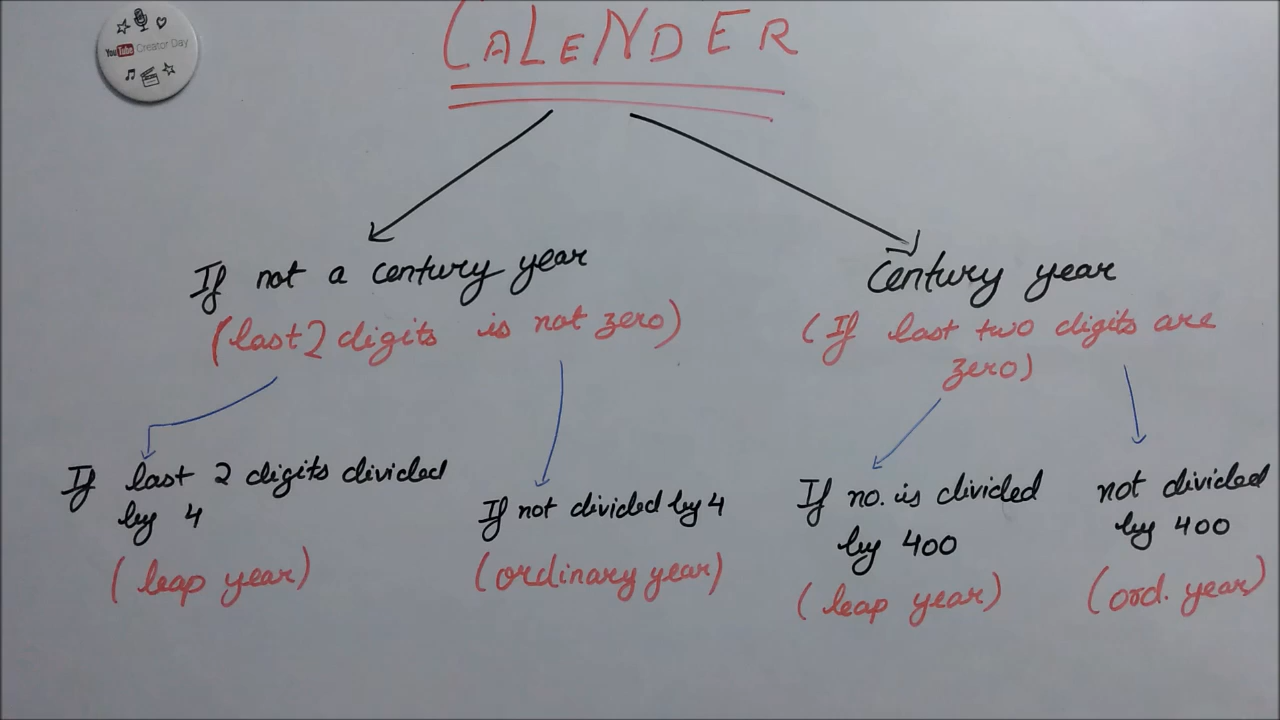 YouTube Creator Day
CALENDER
If not a century year
(last 2 digits is not zero)
Century year
(If last two digits are
zero)
If last 2 digits divided
by 4
(leap year)
If not divided by 4
(ordinary year)
If no. is divided
by 400
(leap year)
not divided
by 400
(ord. year)